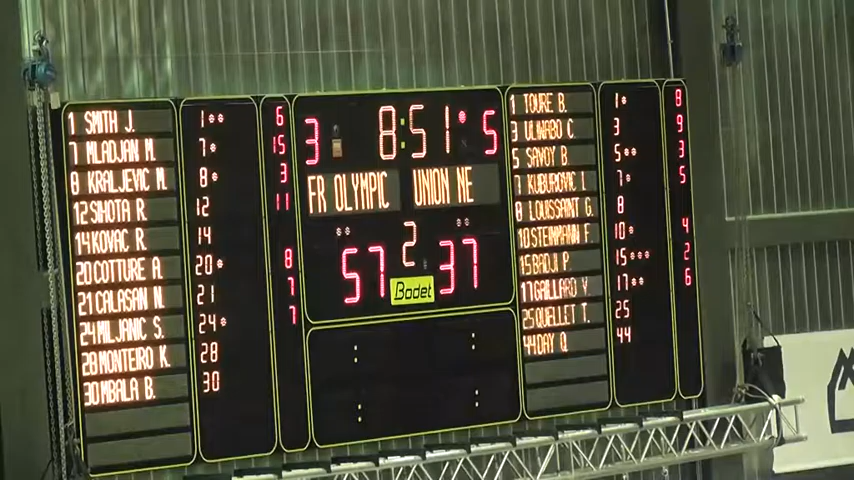 1 SMITH J. 1** 6
7 MLADJAN M. 7* 15
8 KRALJEVIC M. 8* 3
12 SIHOTA R 12 11
14 KOVAC R. 14
20 COTTURE A. 20* 8
21 CALASAN N. 21 7
24 MILJANIC S. 24* 7
28 MONTEIRO K. 28
30 MBALA B. 30
3 8:51* 5
FR OLYMPIC UNION NE
** 2 **
57 37
Bodet
1 TOURE B. 1* 8
3 ULIWABO C. 3 9
5 SAVOY B 5** 3
7 KUBUROVIC I 7* 5
8 LOUISSAINT G. 8
10 STEINMANN F. 10* 4
15 BADJI P. 15*** 2
17 GAILLARD Y. 17** 6
25 QUELLET T. 25
44 DAY Q. 44